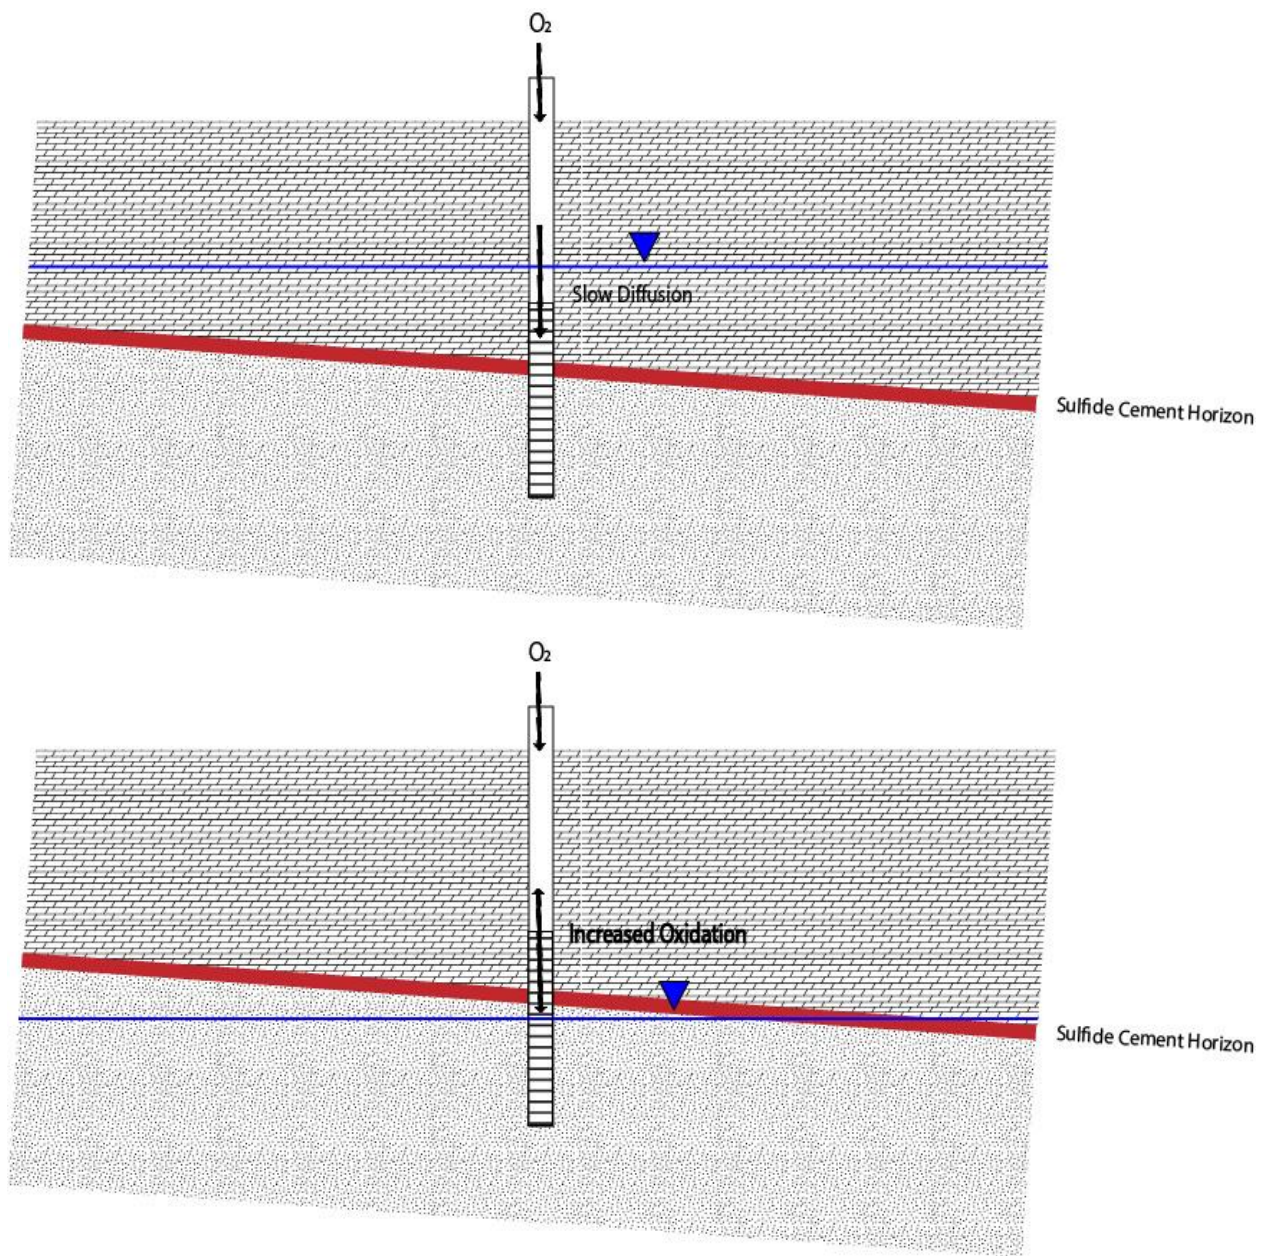 O₂
Slow Diffusion
Sulfide Cement Horizon
O₂
Increased Oxidation
Sulfide Cement Horizon